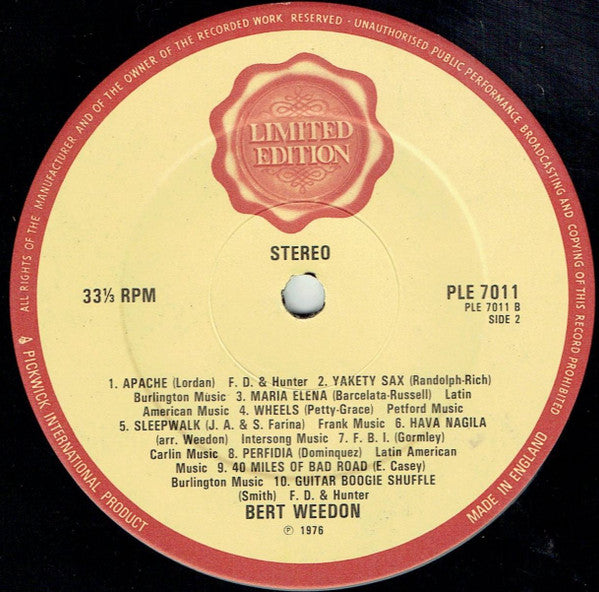 ALL RIGHTS OF THE MANUFACTURER AND OF THE OWNER OF THE RECORDED WORK RESERVED · UNAUTHORISED PUBLIC PERFORMANCE BROADCASTING AND COPYING OF THIS RECORD PROHIBITED
LIMITED
EDITION
STEREO
33⅓ RPM
PLE 7011
PLE 7011 B
SIDE 2
1. APACHE (Lordan) F. D. & Hunter 2. YAKETY SAX (Randolph-Rich)
Burlington Music 3. MARIA ELENA (Barcelata-Russell) Latin
American Music 4. WHEELS (Petty-Grace) Petford Music
5. SLEEPWALK (J. A. & S. Farina) Frank Music 6. HAVA NAGILA
(arr. Weedon) Intersong Music 7. F. B. I. (Gormley)
Carlin Music 8. PERFIDIA (Dominquez) Latin American
Music 9. 40 MILES OF BAD ROAD (E. Casey)
Burlington Music 10. GUITAR BOOGIE SHUFFLE
(Smith) F. D. & Hunter
BERT WEEDON
℗ 1976
A PICKWICK INTERNATIONAL PRODUCT
MADE IN ENGLAND